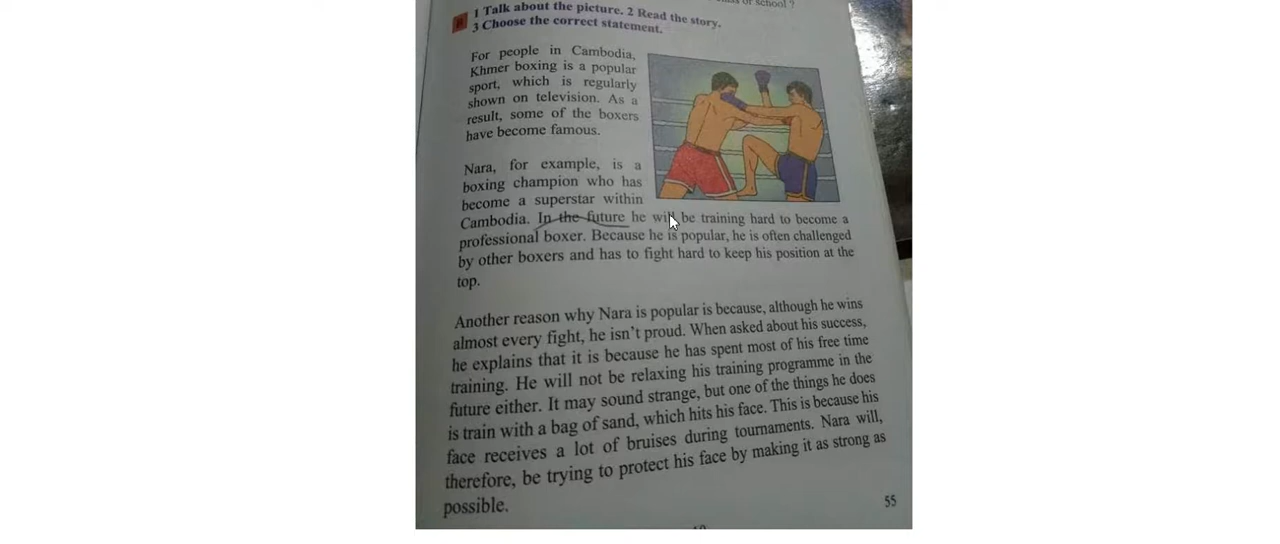 ness or school ?
1 Talk about the picture. 2 Read the story.
3 Choose the correct statement.
For people in Cambodia,
Khmer boxing is a popular
sport, which is regularly
shown on television. As a
result, some of the boxers
have become famous.
Nara, for example, is a
boxing champion who has
become a superstar within
Cambodia. In the future he will be training hard to become a
professional boxer. Because he is popular, he is often challenged
by other boxers and has to fight hard to keep his position at the
top.
Another reason why Nara is popular is because, although he wins
almost every fight, he isn't proud. When asked about his success,
he explains that it is because he has spent most of his free time
training. He will not be relaxing his training programme in the
future either. It may sound strange, but one of the things he does
is train with a bag of sand, which hits his face. This is because his
face receives a lot of bruises during tournaments. Nara will,
therefore, be trying to protect his face by making it as strong as
possible.
55